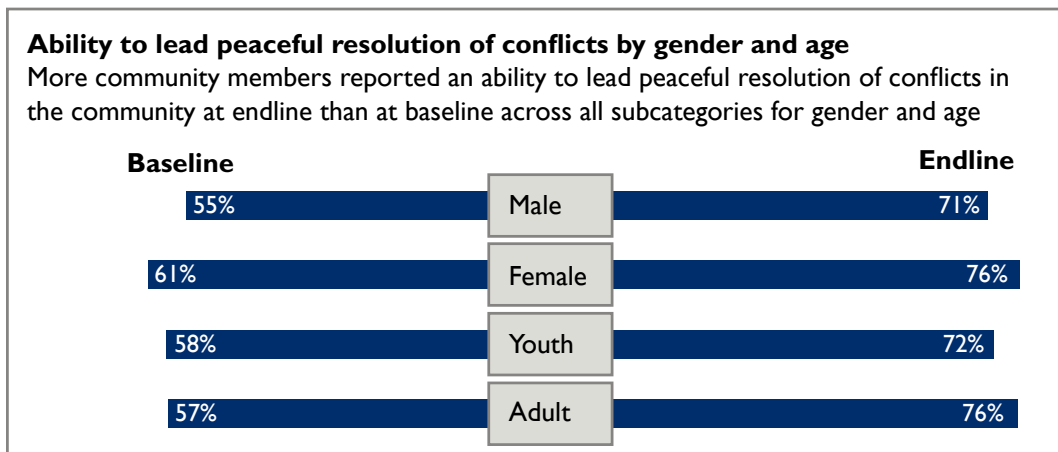 Ability to lead peaceful resolution of conflicts by gender and age
More community members reported an ability to lead peaceful resolution of conflicts in
the community at endline than at baseline across all subcategories for gender and age
Baseline Endline
55% Male 71%
61% Female 76%
58% Youth 72%
57% Adult 76%